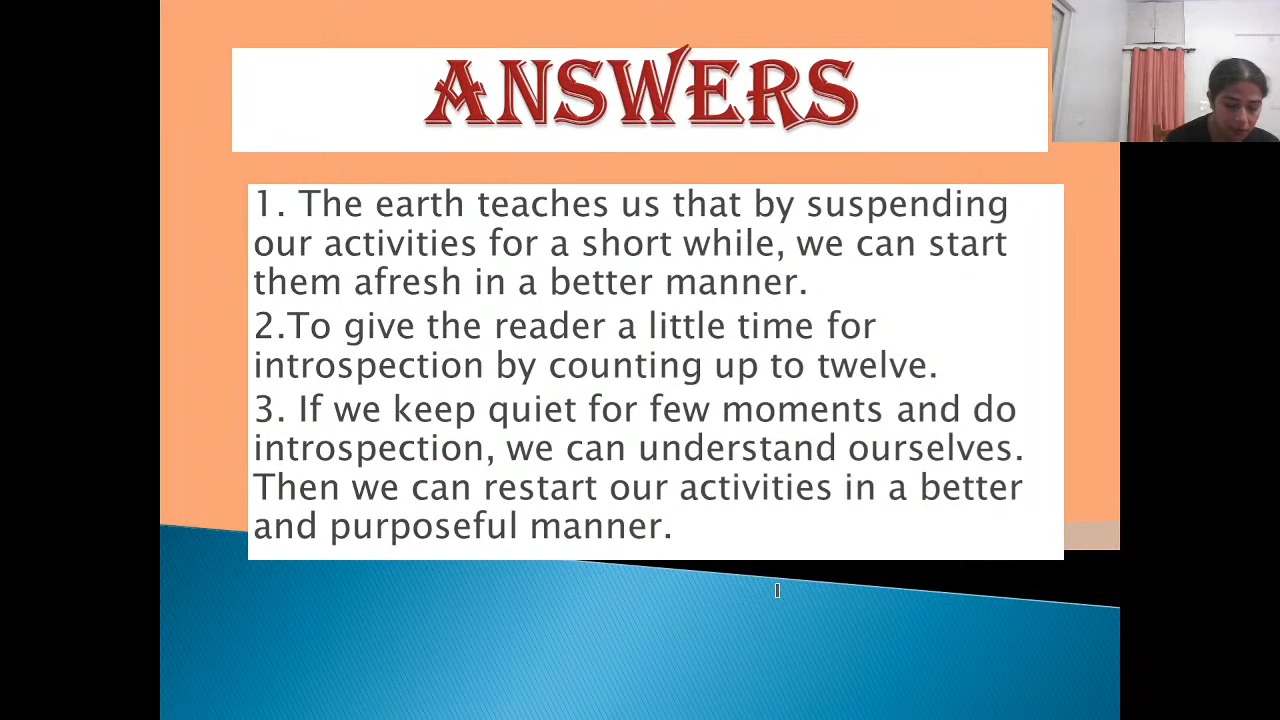 ANSWERS
1. The earth teaches us that by suspending
our activities for a short while, we can start
them afresh in a better manner.
2.To give the reader a little time for
introspection by counting up to twelve.
3. If we keep quiet for few moments and do
introspection, we can understand ourselves.
Then we can restart our activities in a better
and purposeful manner.